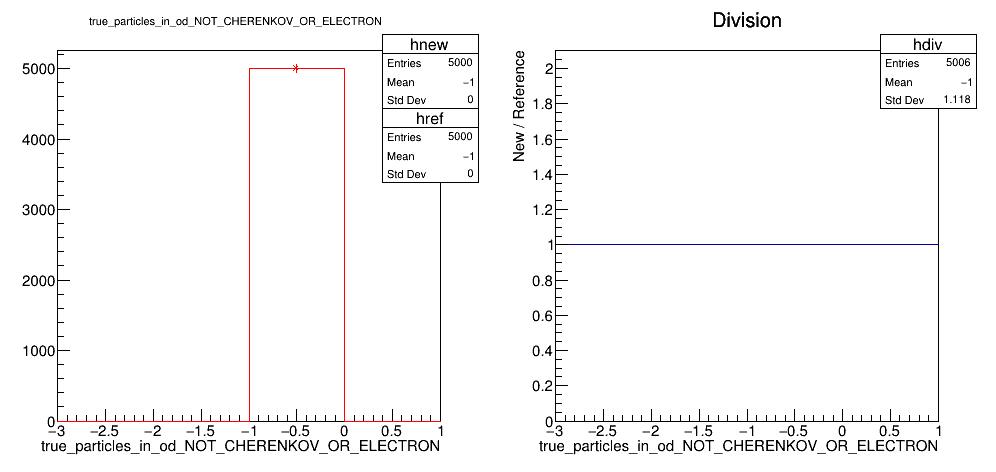 true_particles_in_od_NOT_CHERENKOV_OR_ELECTRON
hnew
Entries 5000
Mean −1
Std Dev 0
href
Entries 5000
Mean −1
Std Dev 0
5000
4000
3000
2000
1000
0
−3 −2.5 −2 −1.5 −1 −0.5 0 0.5 1
true_particles_in_od_NOT_CHERENKOV_OR_ELECTRON
Division
hdiv
Entries 5006
Mean −1
Std Dev 1.118
New / Reference
2
1.8
1.6
1.4
1.2
1
0.8
0.6
0.4
0.2
0
−3 −2.5 −2 −1.5 −1 −0.5 0 0.5 1
true_particles_in_od_NOT_CHERENKOV_OR_ELECTRON